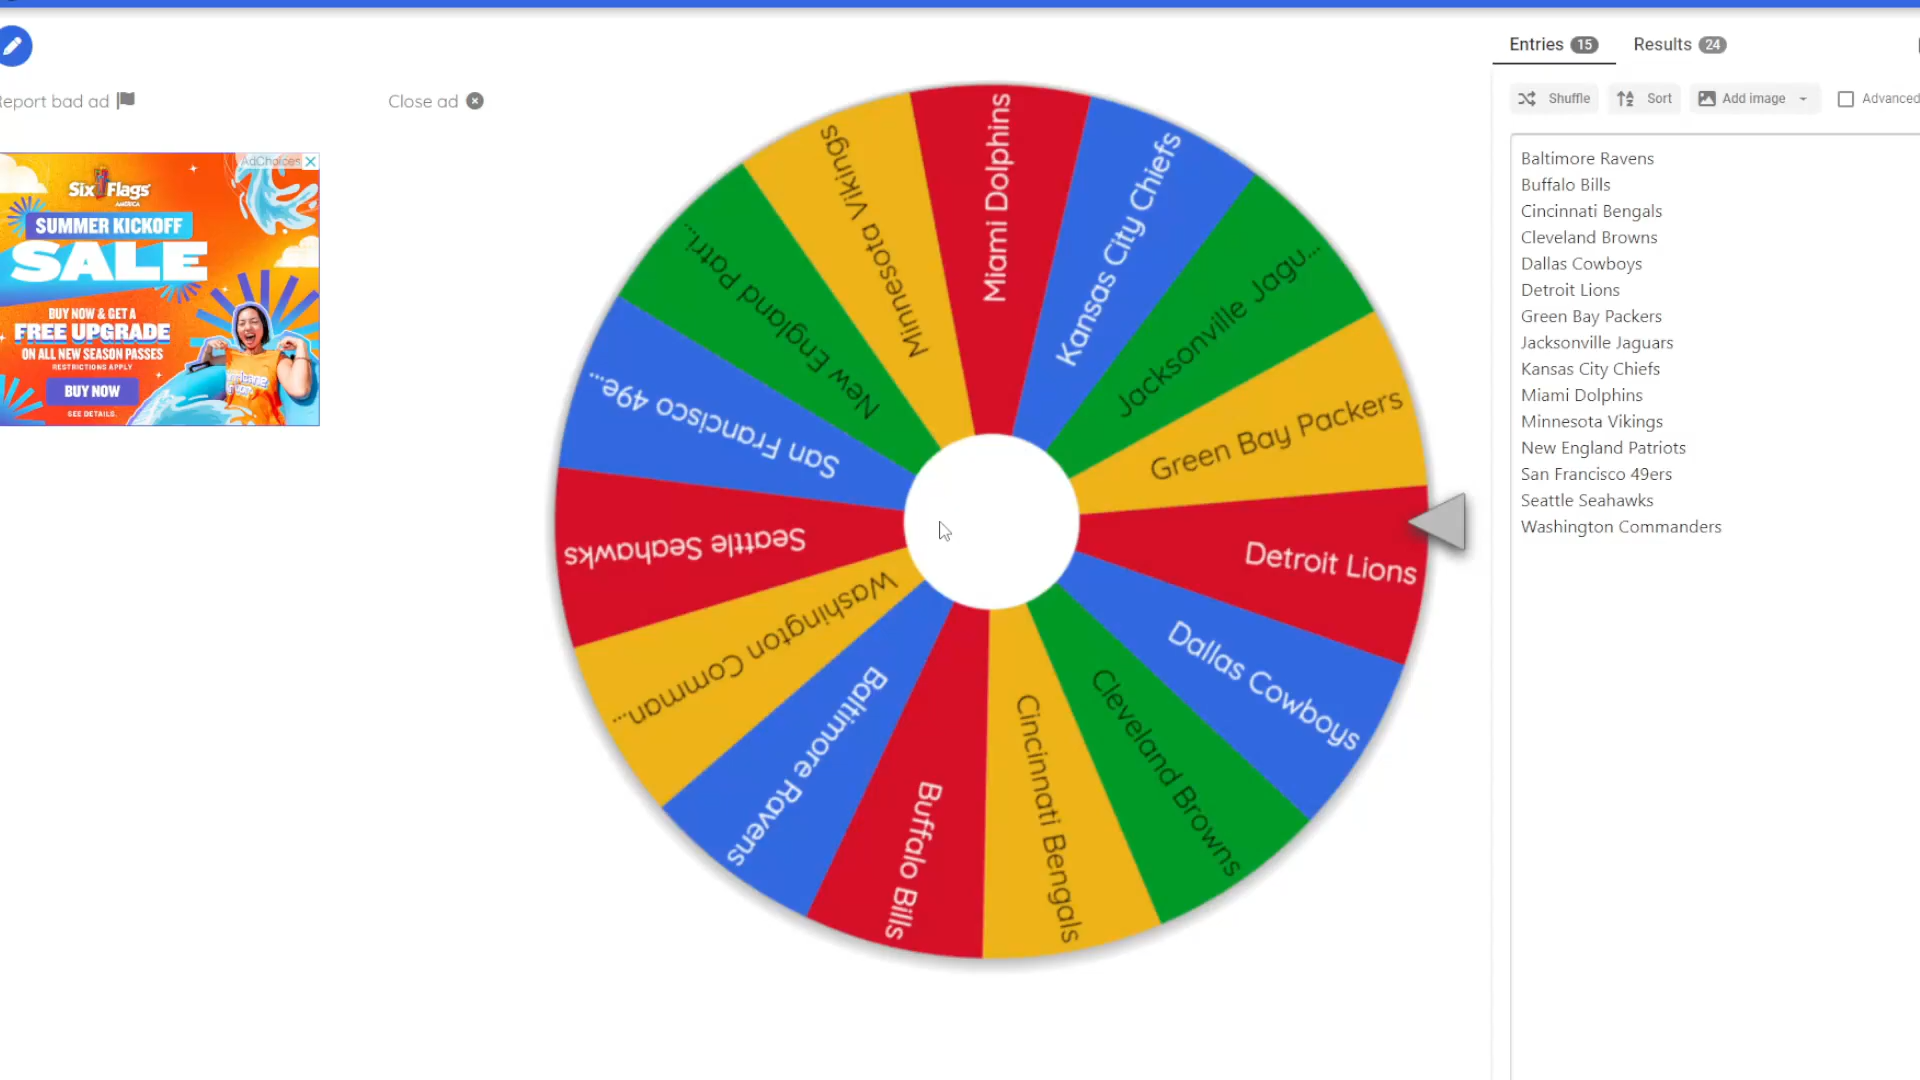 Entries 15
Results 24
Report bad ad
Close ad
Shuffle
Sort
Add image
Advanced
AdChoices
Six Flags
AMERICA
SUMMER KICKOFF
SALE
BUY NOW & GET A
FREE UPGRADE
ON ALL NEW SEASON PASSES
RESTRICTIONS APPLY
BUY NOW
SEE DETAILS.
Miami Dolphins
Kansas City Chiefs
Jacksonville Jagu...
Green Bay Packers
Detroit Lions
Dallas Cowboys
Cleveland Browns
Cincinnati Bengals
Buffalo Bills
Baltimore Ravens
Washington Comman...
Seattle Seahawks
San Francisco 49e...
New England Patri...
Minnesota Vikings
Baltimore Ravens
Buffalo Bills
Cincinnati Bengals
Cleveland Browns
Dallas Cowboys
Detroit Lions
Green Bay Packers
Jacksonville Jaguars
Kansas City Chiefs
Miami Dolphins
Minnesota Vikings
New England Patriots
San Francisco 49ers
Seattle Seahawks
Washington Commanders